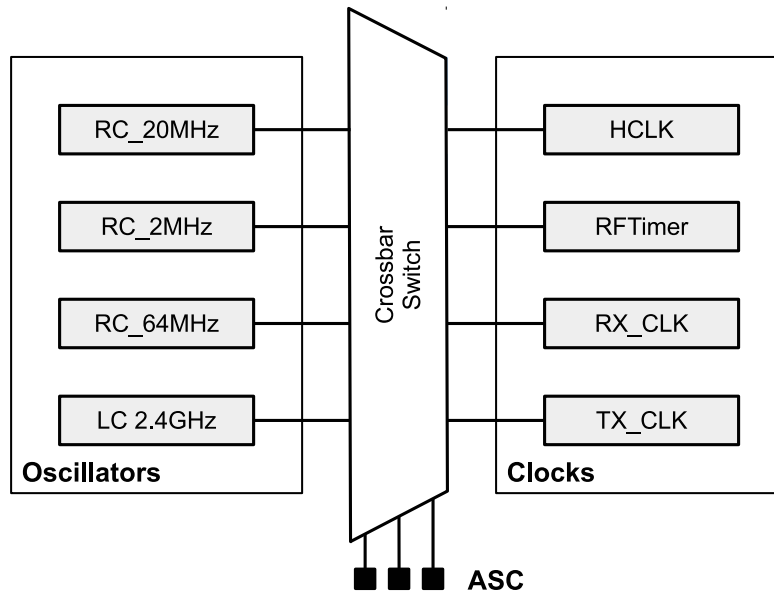 RC_20MHz
RC_2MHz
RC_64MHz
LC 2.4GHz
Oscillators
Crossbar
Switch
HCLK
RFTimer
RX_CLK
TX_CLK
Clocks
ASC